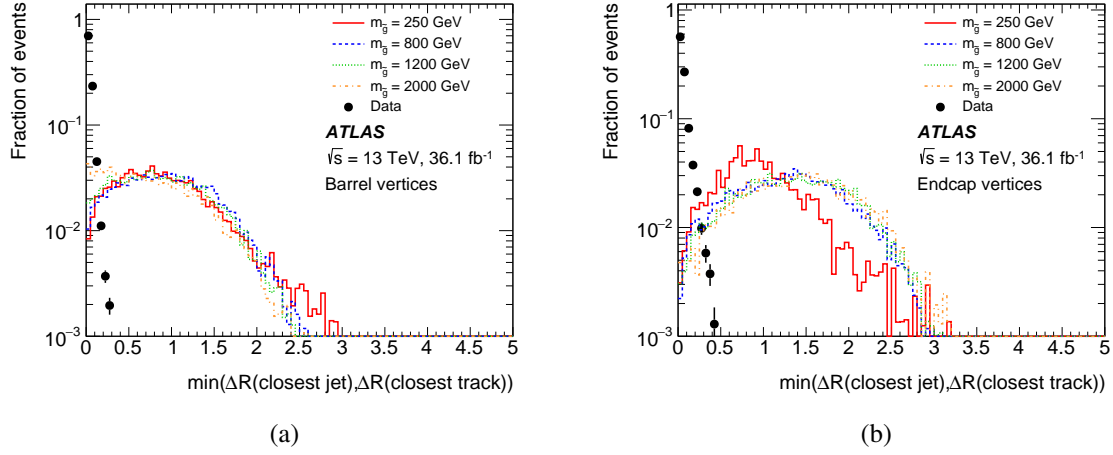 Fraction of events
1
10⁻¹
10⁻²
10⁻³
m_g̃ = 250 GeV
m_g̃ = 800 GeV
m_g̃ = 1200 GeV
m_g̃ = 2000 GeV
Data
ATLAS
√s = 13 TeV, 36.1 fb⁻¹
Barrel vertices
0 0.5 1 1.5 2 2.5 3 3.5 4 4.5 5
min(ΔR(closest jet),ΔR(closest track))
(a)
Fraction of events
1
10⁻¹
10⁻²
10⁻³
m_g̃ = 250 GeV
m_g̃ = 800 GeV
m_g̃ = 1200 GeV
m_g̃ = 2000 GeV
Data
ATLAS
√s = 13 TeV, 36.1 fb⁻¹
Endcap vertices
0 0.5 1 1.5 2 2.5 3 3.5 4 4.5 5
min(ΔR(closest jet),ΔR(closest track))
(b)